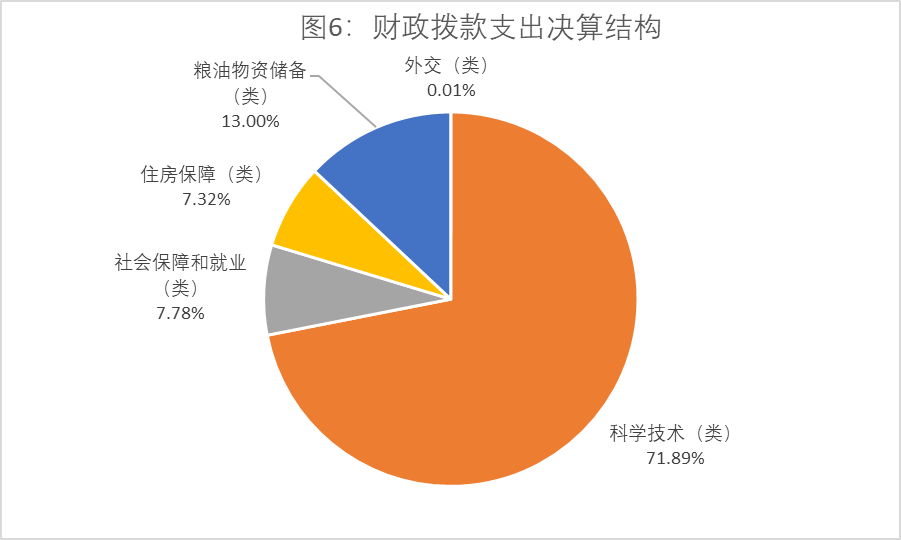 图6：财政拨款支出决算结构
外交（类）
0.01%
粮油物资储备
（类）
13.00%
住房保障（类）
7.32%
社会保障和就业
（类）
7.78%
科学技术（类）
71.89%